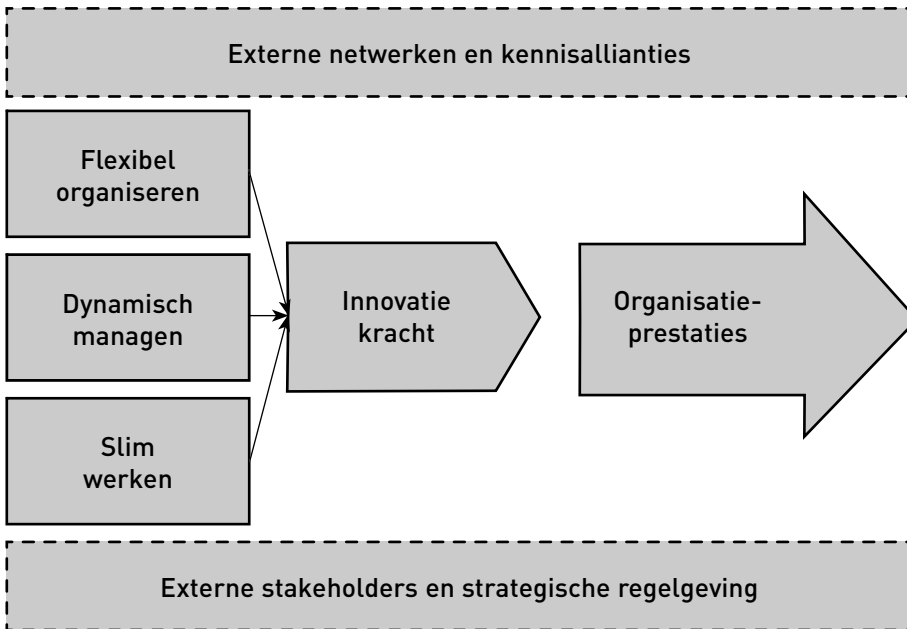 Externe netwerken en kennisallianties
Flexibel
organiseren
Dynamisch
managen
Slim
werken
Innovatie
kracht
Organisatie-
prestaties
Externe stakeholders en strategische regelgeving